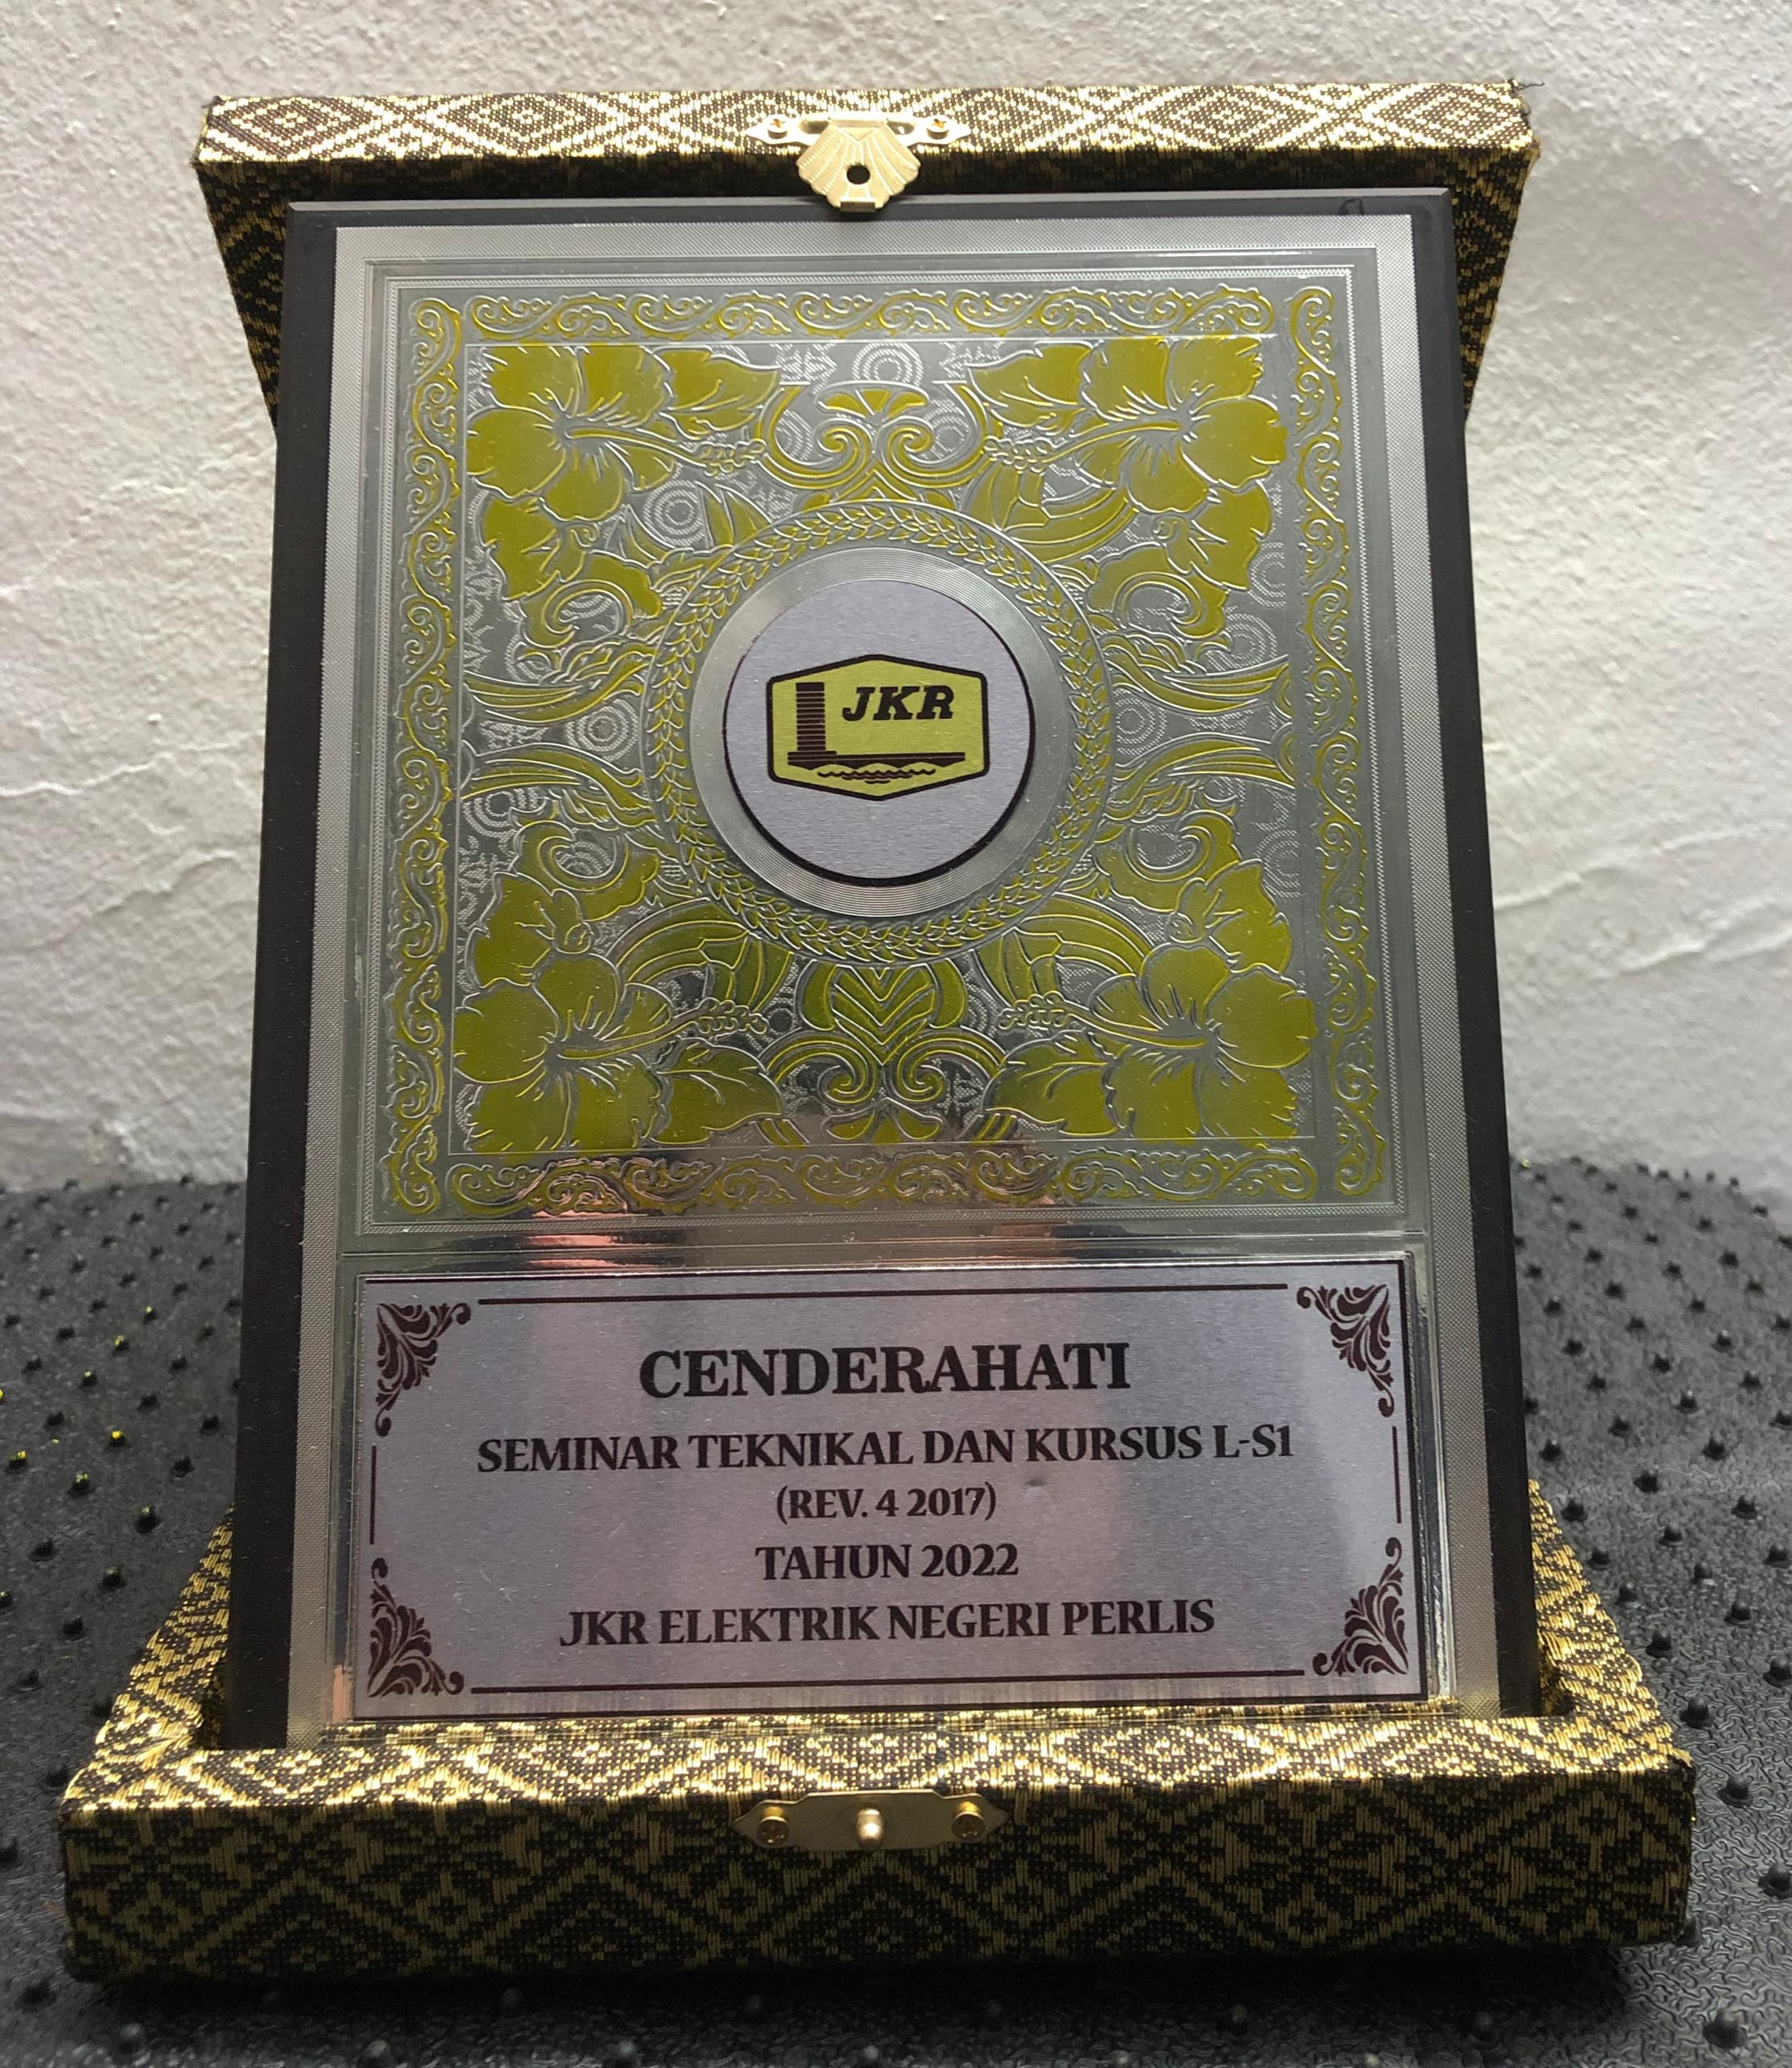 JKR
CENDERAHATI
SEMINAR TEKNIKAL DAN KURSUS L-S1
(REV. 4 2017)
TAHUN 2022
JKR ELEKTRIK NEGERI PERLIS